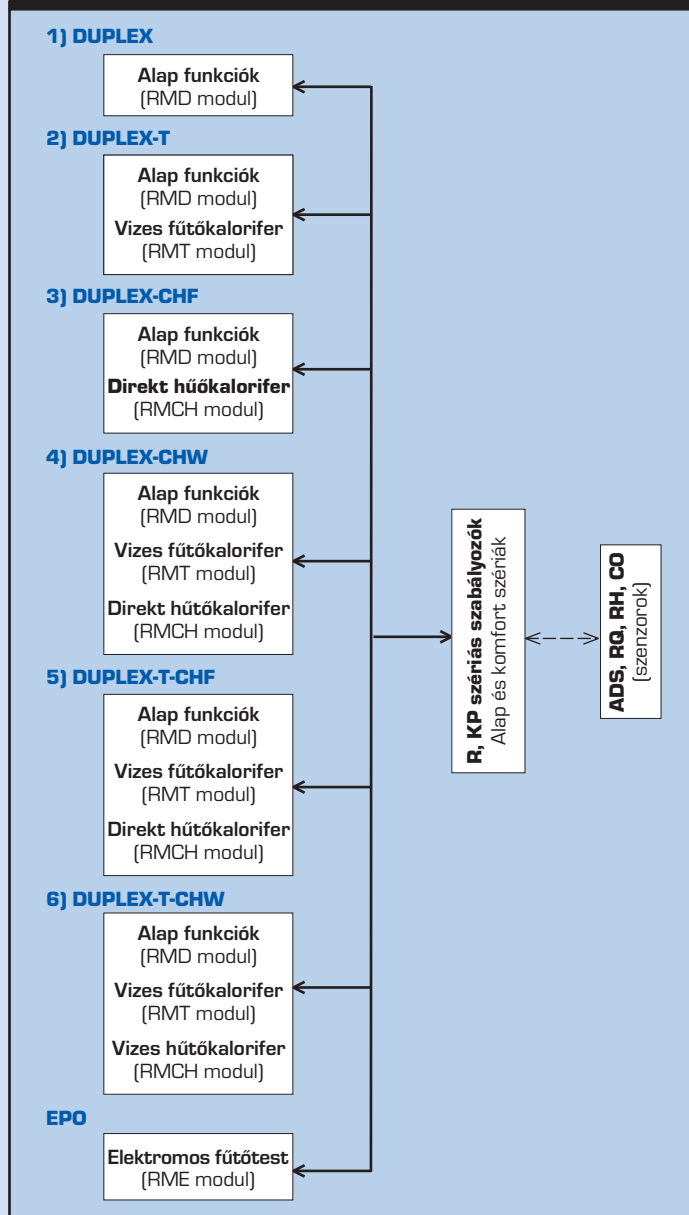 1) DUPLEX
Alap funkciók
(RMD modul)
2) DUPLEX-T
Alap funkciók
(RMD modul)
Vizes fűtőkalorifer
(RMT modul)
3) DUPLEX-CHF
Alap funkciók
(RMD modul)
Direkt hűőkalorifer
(RMCH modul)
4) DUPLEX-CHW
Alap funkciók
(RMD modul)
Vizes fűtőkalorifer
(RMT modul)
Direkt hűtőkalorifer
(RMCH modul)
5) DUPLEX-T-CHF
Alap funkciók
(RMD modul)
Vizes fűtőkalorifer
(RMT modul)
Direkt hűtőkalorifer
(RMCH modul)
6) DUPLEX-T-CHW
Alap funkciók
(RMD modul)
Vizes fűtőkalorifer
(RMT modul)
Vizes hűtőkalorifer
(RMCH modul)
EPO
Elektromos fűtőtest
(RME modul)
R, KP szériás szabályozók
Alap és komfort szériák
ADS, RQ, RH, CO
(szenzorok)